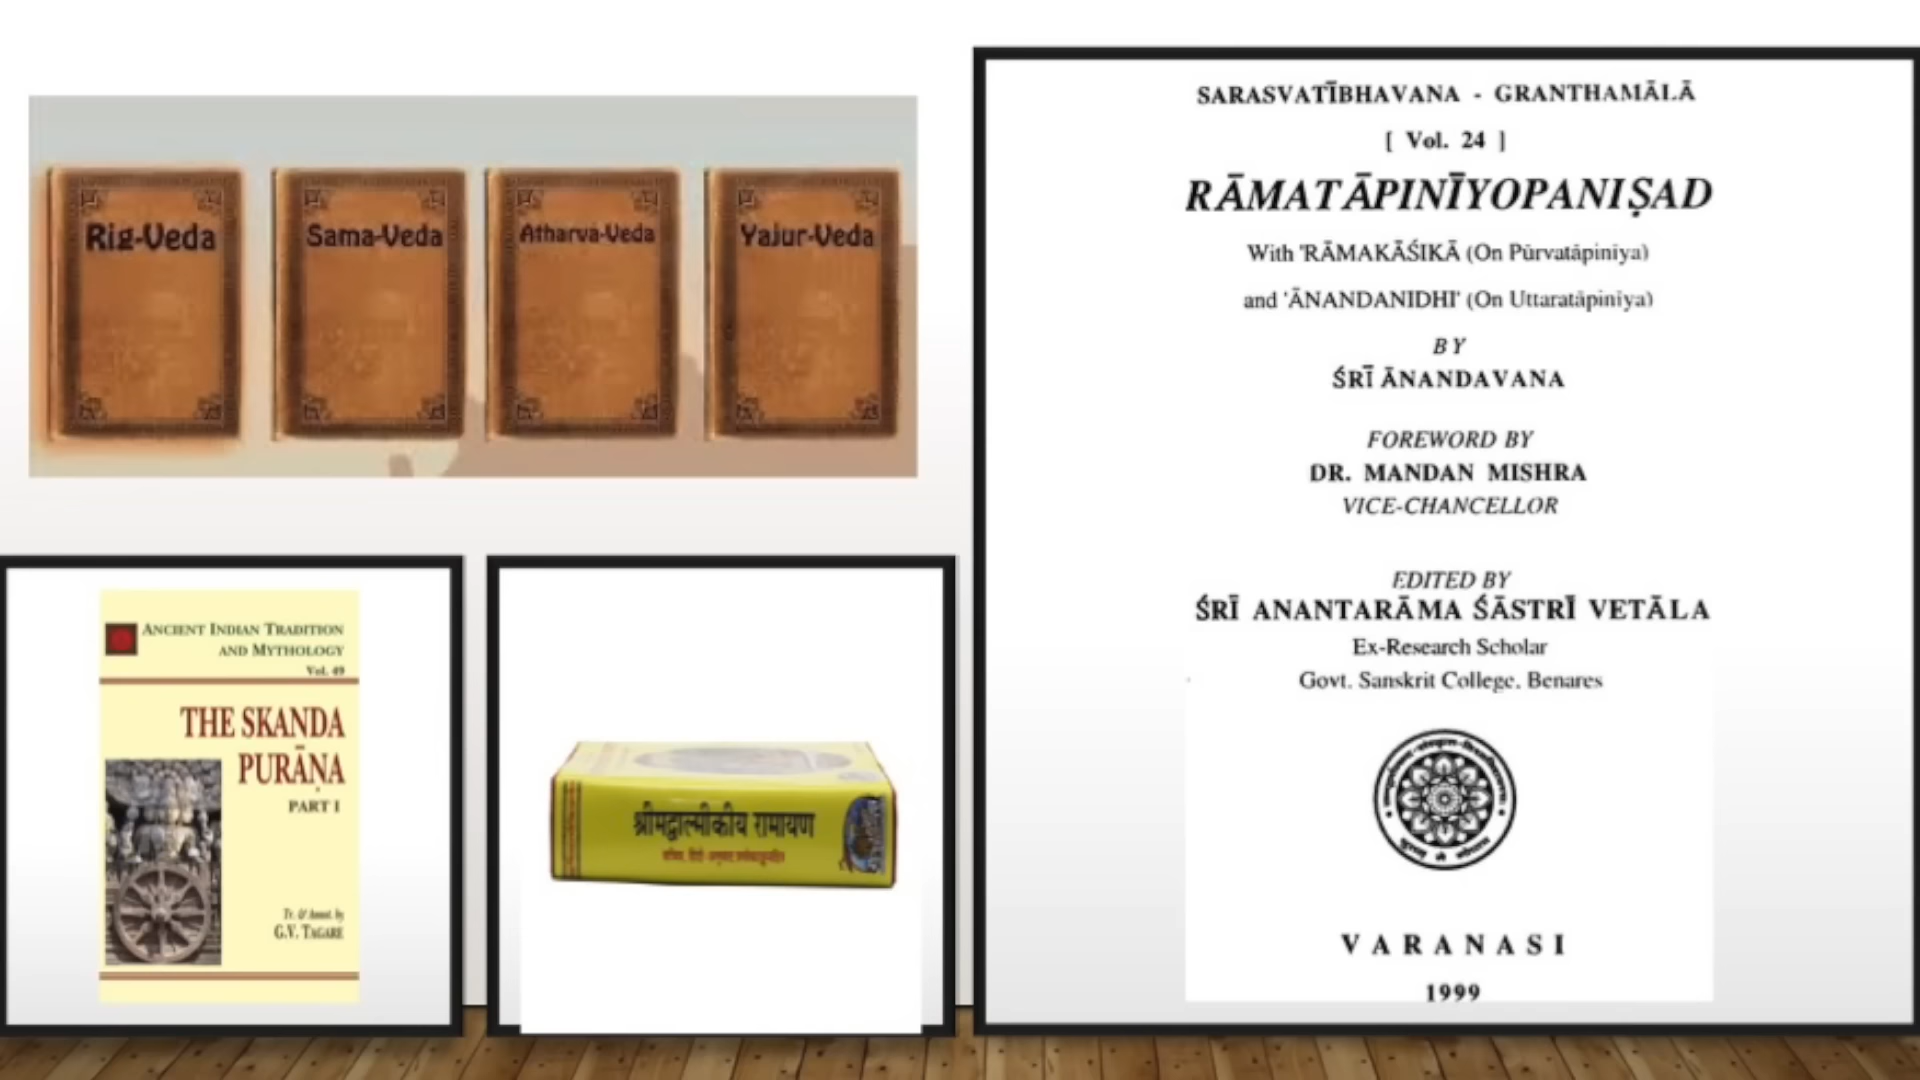 Rig-Veda
Sama-Veda
Atharva-Veda
Yajur-Veda
ANCIENT INDIAN TRADITION
AND MYTHOLOGY
Vol. 49
THE SKANDA
PURĀṆA
PART I
Tr. & Annot. by
G.V. TAGARE
श्रीमद्वाल्मीकीय रामायण
SARASVATĪBHAVANA - GRANTHAMĀLĀ
[ Vol. 24 ]
RĀMATĀPINĪYOPANIṢAD
With 'RĀMAKĀŚIKĀ (On Pūrvatāpinīya)
and 'ĀNANDANIDHI' (On Uttaratāpinīya)
BY
ŚRĪ ĀNANDAVANA
FOREWORD BY
DR. MANDAN MISHRA
VICE-CHANCELLOR
EDITED BY
ŚRĪ ANANTARĀMA ŚĀSTRĪ VETĀLA
Ex-Research Scholar
Govt. Sanskrit College, Benares
VARANASI
1999